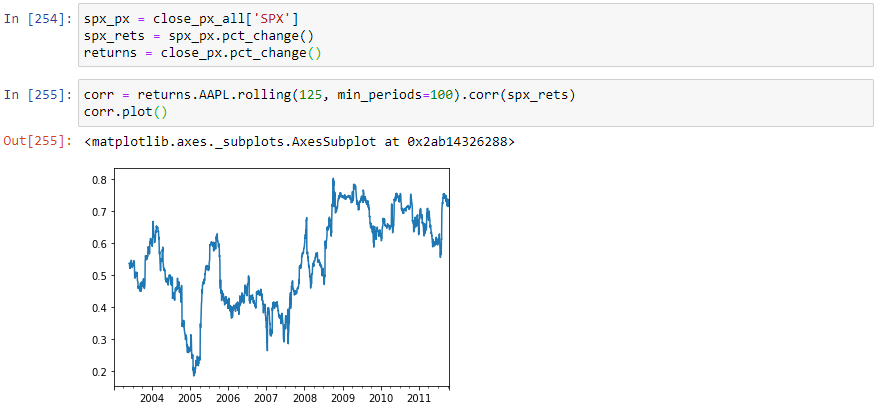 In [254]: spx_px = close_px_all['SPX']
spx_rets = spx_px.pct_change()
returns = close_px.pct_change()
In [255]: corr = returns.AAPL.rolling(125, min_periods=100).corr(spx_rets)
corr.plot()
Out[255]: <matplotlib.axes._subplots.AxesSubplot at 0x2ab14326288>
0.8
0.7
0.6
0.5
0.4
0.3
0.2
2004 2005 2006 2007 2008 2009 2010 2011